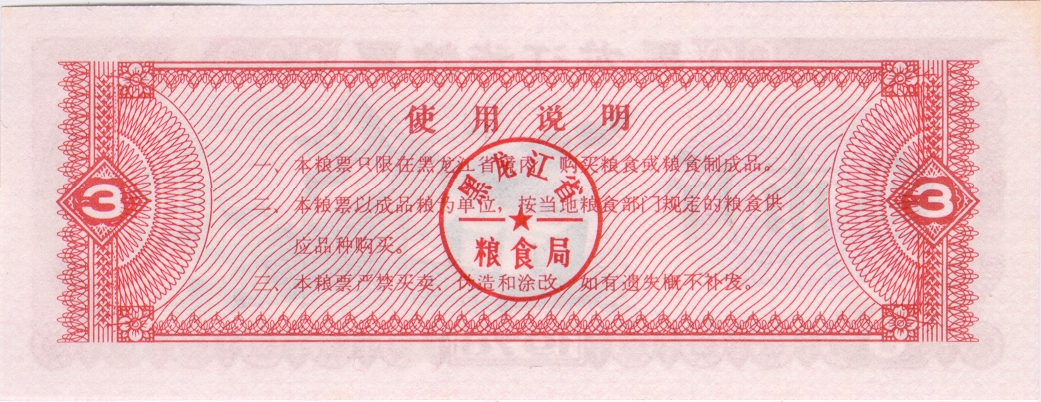 使用说明
一、本粮票只限在黑龙江省境内，购买粮食或粮食制成品。
二、本粮票以成品粮为单位，按当地粮食部门规定的粮食供
应品种购买。
三、本粮票严禁买卖、伪造和涂改，如有遗失概不补发。
黑龙江省
粮食局